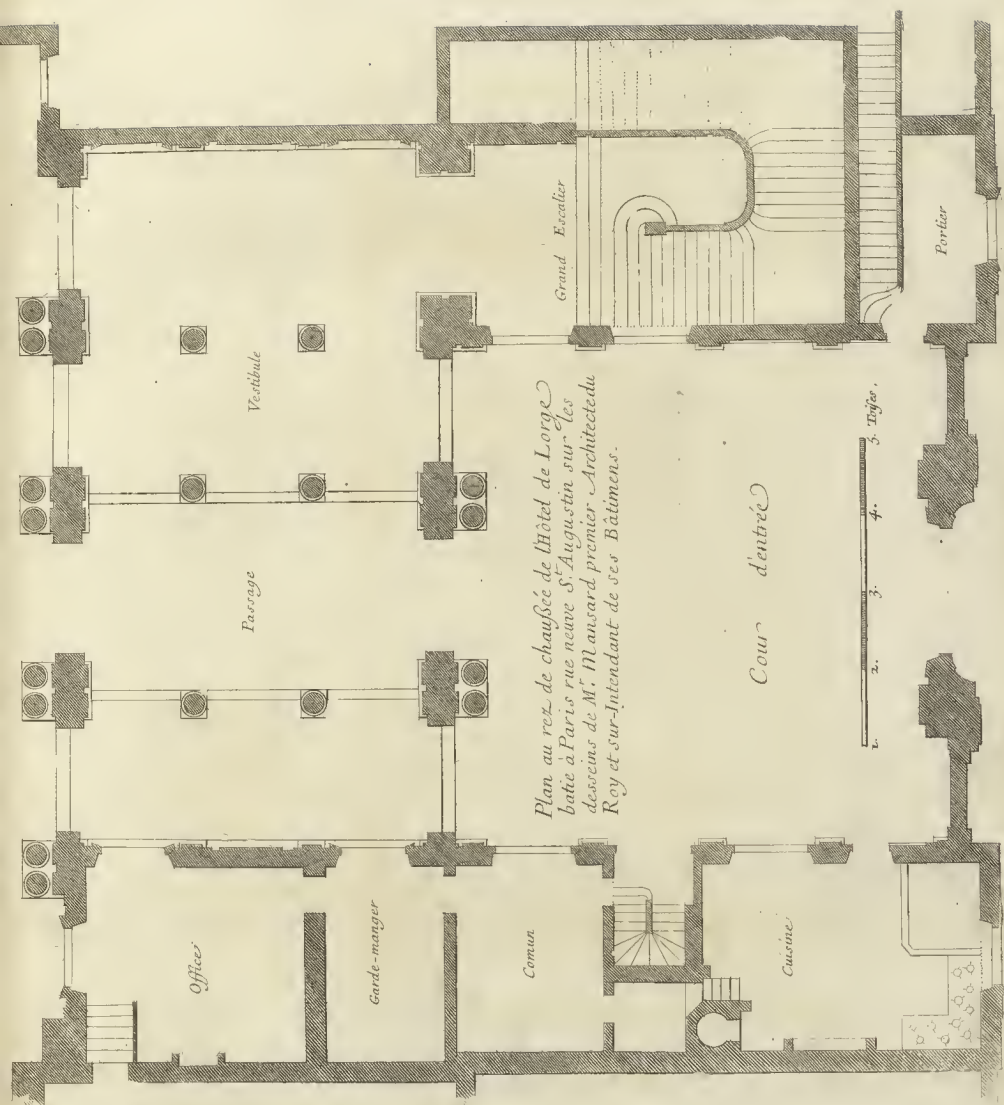 Plan au rez de chaussée de l'Hôtel de Lorge
batie à Paris rue neuve St. Augustin sur les
desseins de Mr. Mansard premier Architecte du
Roy et sur-Intendant de ses Bâtimens.
Office
Garde-manger
Comun
Cuisine
Passage
Vestibule
Grand Escalier
Cour d'entrée
Portier
1. 2. 3. 4. 5. Toises.